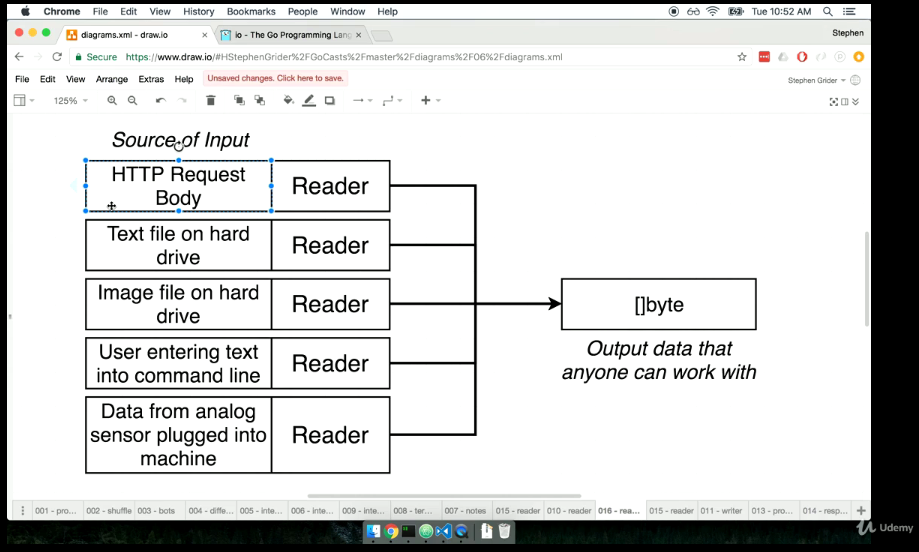 Chrome File Edit View History Bookmarks People Window Help Tue 10:52 AM
diagrams.xml - draw.io × io - The Go Programming Lang × Stephen
Secure https://www.draw.io/#HStephenGrider%2FGoCasts%2Fmaster%2Fdiagrams%2F06%2Fdiagrams.xml
File Edit View Arrange Extras Help Unsaved changes. Click here to save. Stephen Grider
125%
Source of Input
HTTP Request
Body
Reader
Text file on hard
drive
Reader
Image file on hard
drive
Reader
User entering text
into command line
Reader
Data from analog
sensor plugged into
machine
Reader
[]byte
Output data that
anyone can work with
001 - pro... 002 - shuffle 003 - bots 004 - diffe... 005 - inte... 006 - inte... 009 - inte... 008 - ter... 007 - notes 015 - reader 010 - reader 016 - rea... 015 - reader 011 - writer 013 - pro... 014 - resp...
Udemy